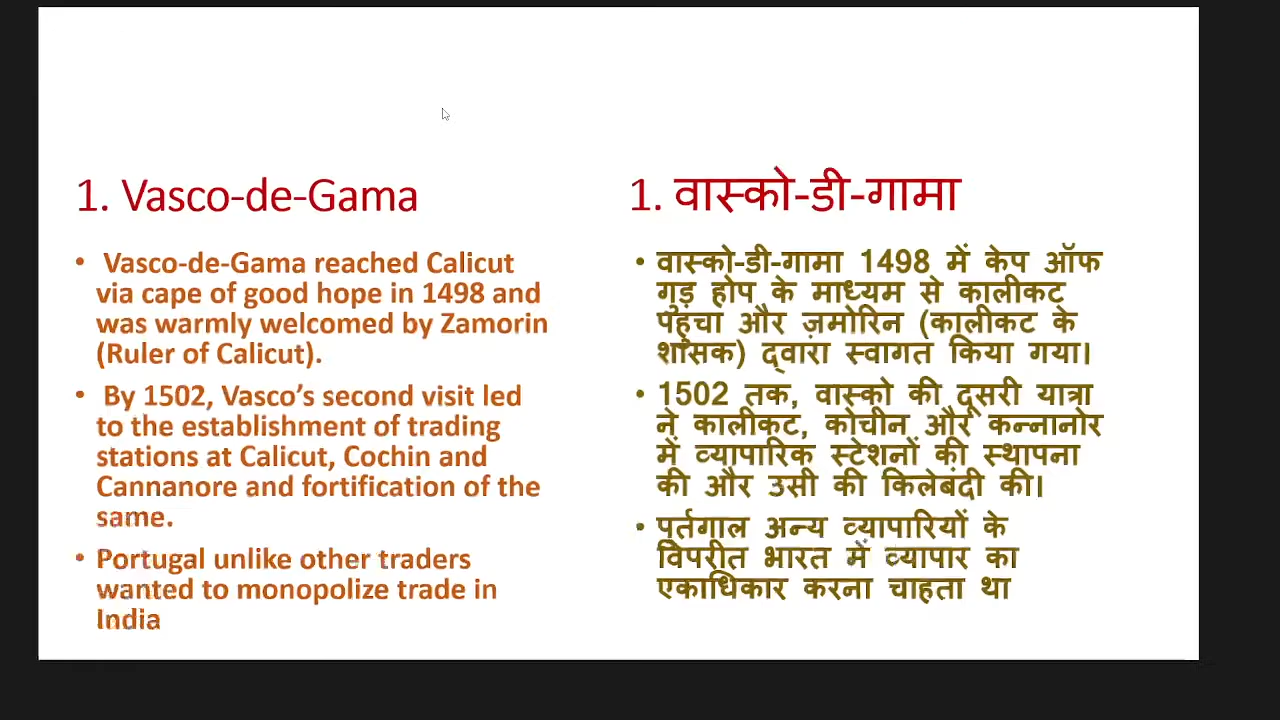 1. Vasco-de-Gama
• Vasco-de-Gama reached Calicut
via cape of good hope in 1498 and
was warmly welcomed by Zamorin
(Ruler of Calicut).
• By 1502, Vasco's second visit led
to the establishment of trading
stations at Calicut, Cochin and
Cannanore and fortification of the
same.
• Portugal unlike other traders
wanted to monopolize trade in
India
1. वास्को-डी-गामा
• वास्को-डी-गामा 1498 में केप ऑफ
गुड होप के माध्यम से कालीकट
पहुंचा और ज़मोरिन (कालीकट के
शासक) द्वारा स्वागत किया गया।
• 1502 तक, वास्को की दूसरी यात्रा
ने कालीकट, कोचीन और कन्नानोर
में व्यापारिक स्टेशनों की स्थापना
की और उसी की किलेबंदी की।
• पुर्तगाल अन्य व्यापारियों के
विपरीत भारत में व्यापार का
एकाधिकार करना चाहता था